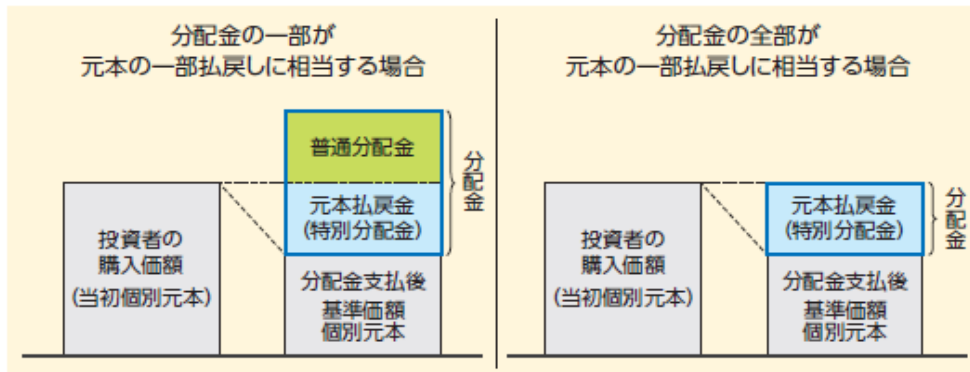 分配金の一部が
元本の一部払戻しに相当する場合
普通分配金
元本払戻金
(特別分配金)
分配金
投資者の
購入価額
(当初個別元本)
分配金支払後
基準価額
個別元本
分配金の全部が
元本の一部払戻しに相当する場合
元本払戻金
(特別分配金)
分配金
投資者の
購入価額
(当初個別元本)
分配金支払後
基準価額
個別元本